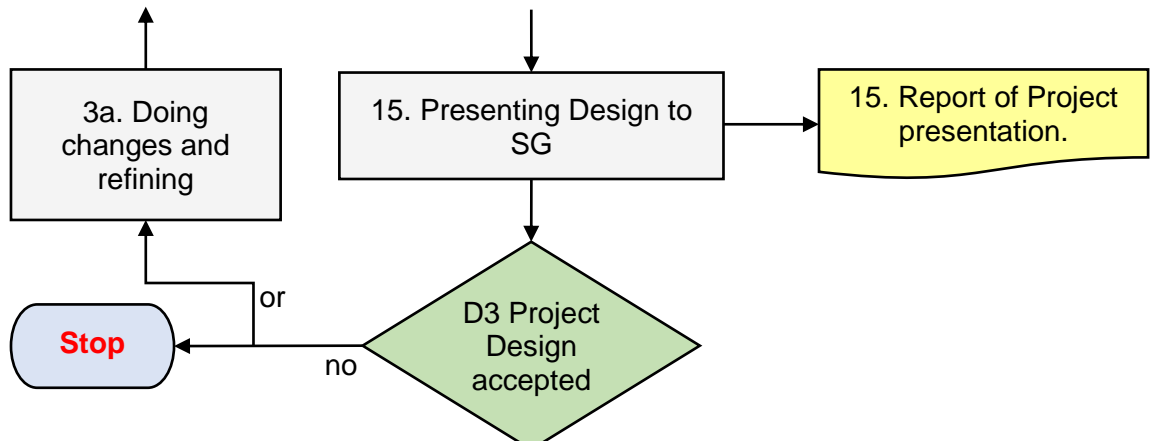 3a. Doing
changes and
refining
15. Presenting Design to
SG
15. Report of Project
presentation.
or
Stop
no
D3 Project
Design
accepted